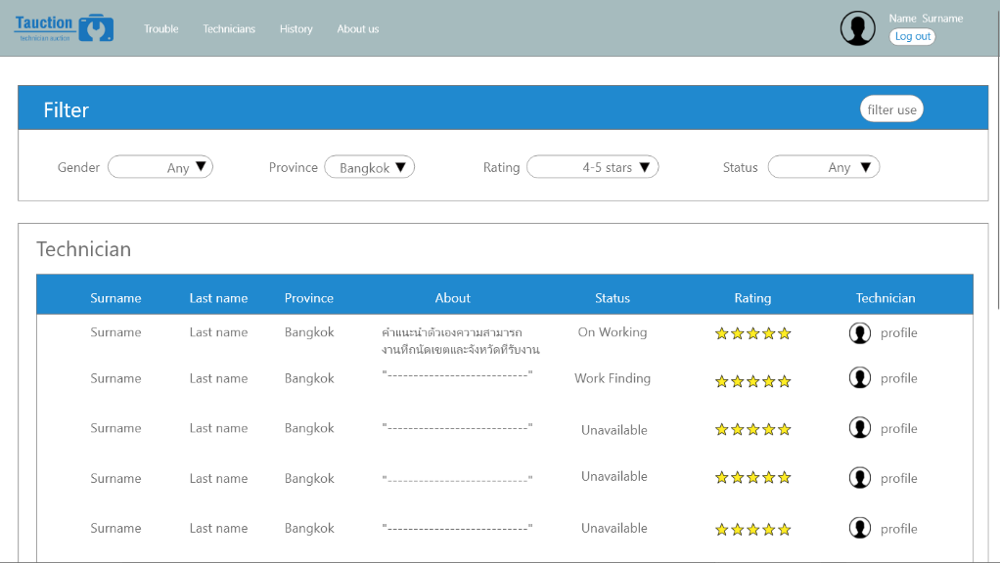 Tauction
technician auction
Trouble Technicians History About us
Name Surname
Log out
Filter
filter use
Gender Any Province Bangkok Rating 4-5 stars Status Any
Technician
Surname Last name Province About Status Rating Technician
Surname Last name Bangkok คำแนะนำตัวเองความสามารถ On Working profile
งานที่ถนัดเขตและจังหวัดที่รับงาน
Surname Last name Bangkok "---------------------------" Work Finding profile
Surname Last name Bangkok "---------------------------" Unavailable profile
Surname Last name Bangkok "---------------------------" Unavailable profile
Surname Last name Bangkok "---------------------------" Unavailable profile